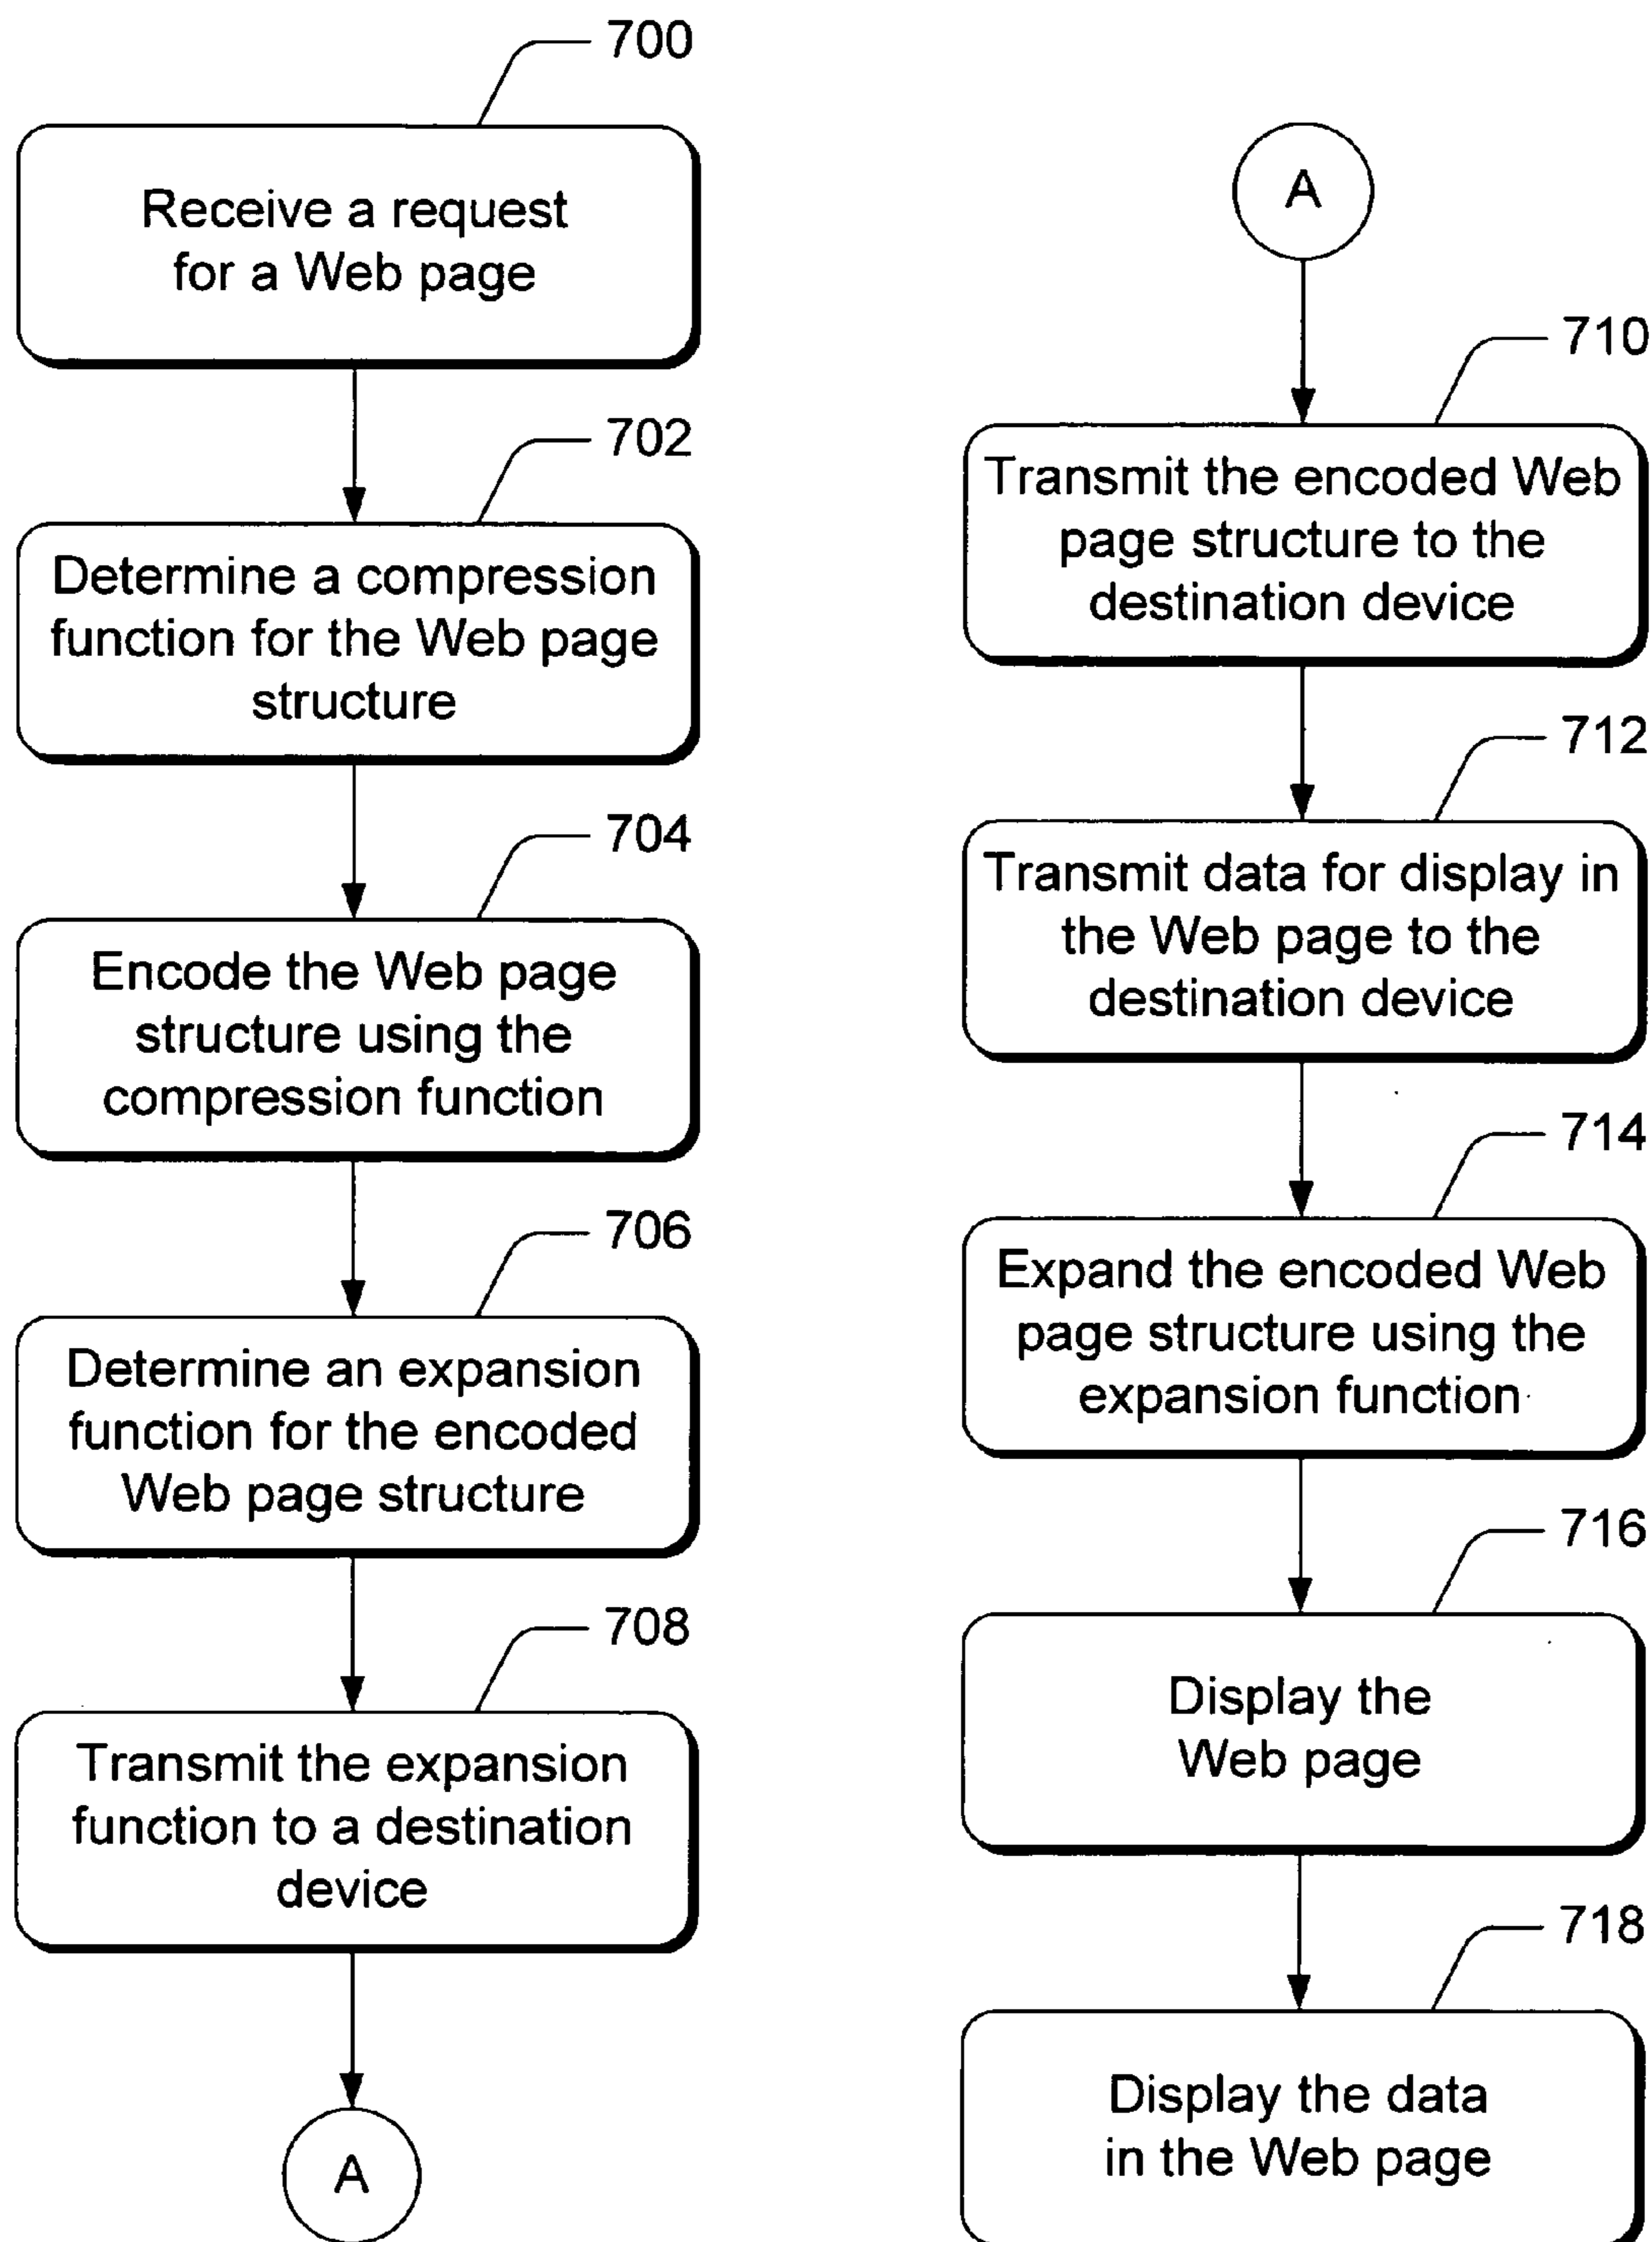 700
Receive a request
for a Web page
702
Determine a compression
function for the Web page
structure
704
Encode the Web page
structure using the
compression function
706
Determine an expansion
function for the encoded
Web page structure
708
Transmit the expansion
function to a destination
device
A
A
710
Transmit the encoded Web
page structure to the
destination device
712
Transmit data for display in
the Web page to the
destination device
714
Expand the encoded Web
page structure using the
expansion function
716
Display the
Web page
718
Display the data
in the Web page